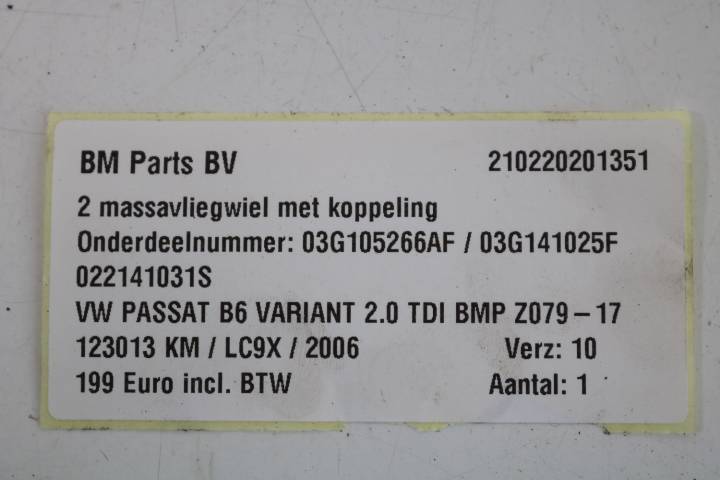 BM Parts BV 210220201351
2 massavliegwiel met koppeling
Onderdeelnummer: 03G105266AF / 03G141025F
022141031S
VW PASSAT B6 VARIANT 2.0 TDI BMP Z079-17
123013 KM / LC9X / 2006 Verz: 10
199 Euro incl. BTW Aantal: 1